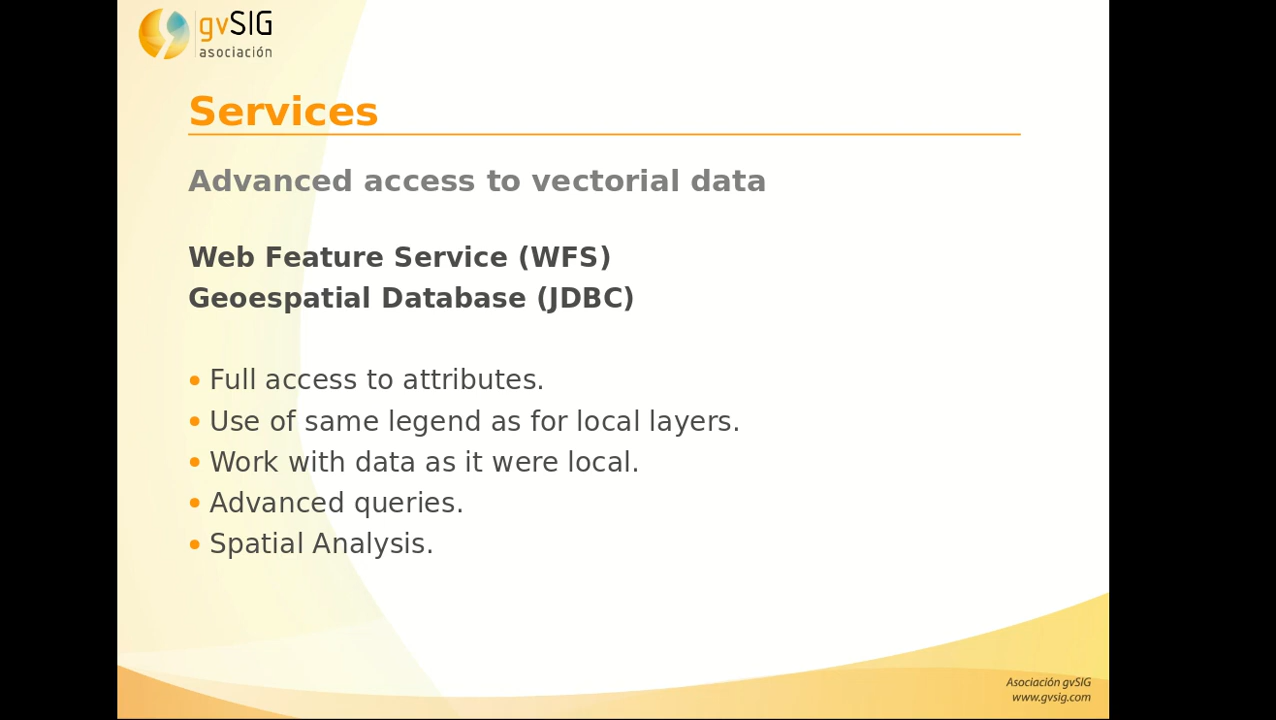 gvSIG
asociación
Services
Advanced access to vectorial data
Web Feature Service (WFS)
Geoespatial Database (JDBC)
• Full access to attributes.
• Use of same legend as for local layers.
• Work with data as it were local.
• Advanced queries.
• Spatial Analysis.
Asociación gvSIG
www.gvsig.com